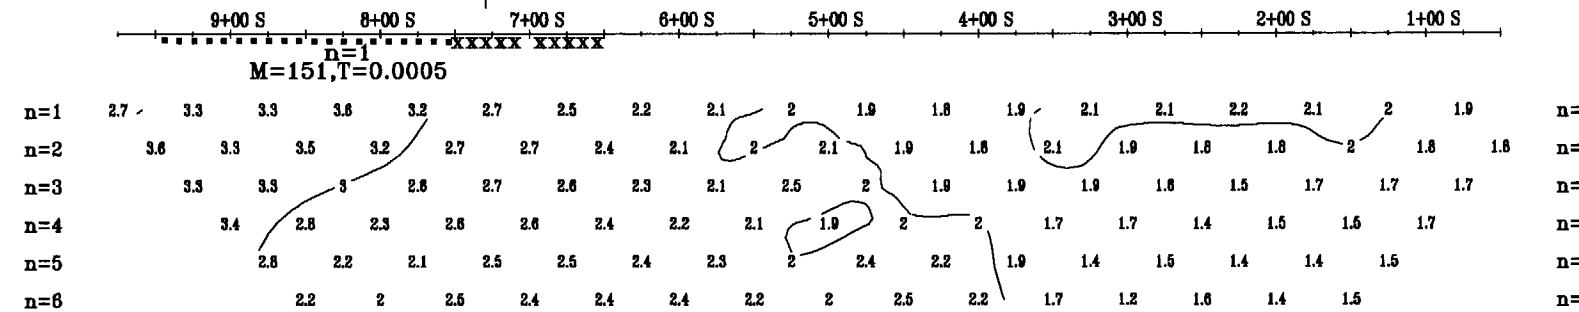 9+00 S 8+00 S 7+00 S 6+00 S 5+00 S 4+00 S 3+00 S 2+00 S 1+00 S
xxxxx xxxxx
n=1
M=151,T=0.0005
n=1 2.7 3.3 3.3 3.6 3.2 2.7 2.5 2.2 2.1 2 1.9 1.8 1.9 2.1 2.1 2.2 2.1 2 1.9 n=
n=2 3.6 3.3 3.5 3.2 2.7 2.7 2.4 2.1 2 2.1 1.9 1.8 2.1 1.9 1.8 1.8 2 1.8 1.8 n=
n=3 3.3 3.3 3 2.6 2.7 2.6 2.3 2.1 2.5 2 1.9 1.9 1.9 1.6 1.5 1.7 1.7 1.7 n=
n=4 3.4 2.8 2.3 2.6 2.6 2.4 2.2 2.1 1.9 2 2 1.7 1.7 1.4 1.5 1.5 1.7 n=
n=5 2.8 2.2 2.1 2.5 2.5 2.4 2.3 2 2.4 2.2 1.9 1.4 1.5 1.4 1.4 1.5 n=
n=6 2.2 2 2.5 2.4 2.4 2.4 2.2 2 2.5 2.2 1.7 1.2 1.6 1.4 1.5 n=